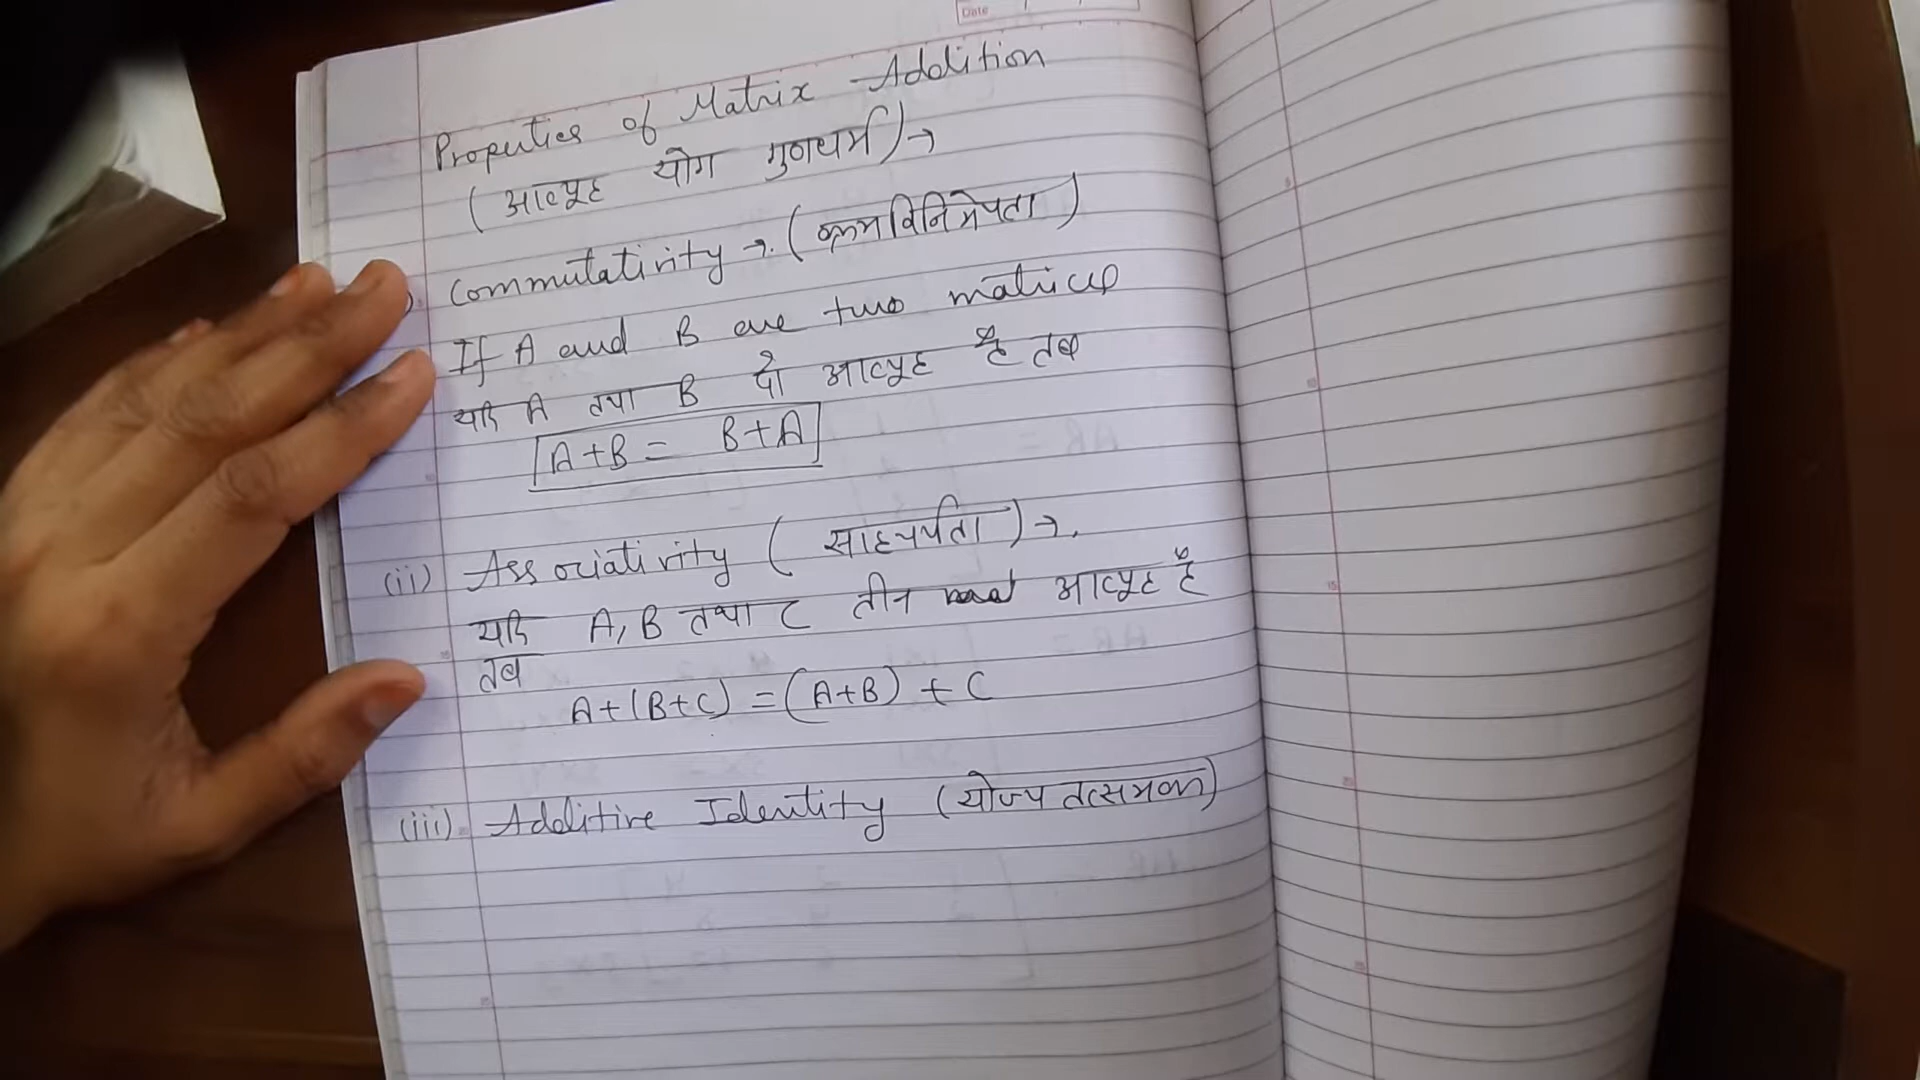 Date
Properties of Matrix Addition
(आव्यूह योग गुणधर्म) →
) Commutativity →. (क्रमविनिमेयता)
If A and B are two matrices
यदि A तथा B दो आव्यूह हैं तब
A+B = B+A
(ii) Associativity (साहचर्यता) →.
यदि A, B तथा C तीन आव्यूह हैं
तब
A+(B+C) = (A+B) + C
(iii) Additive Identity (योज्य तत्समक)